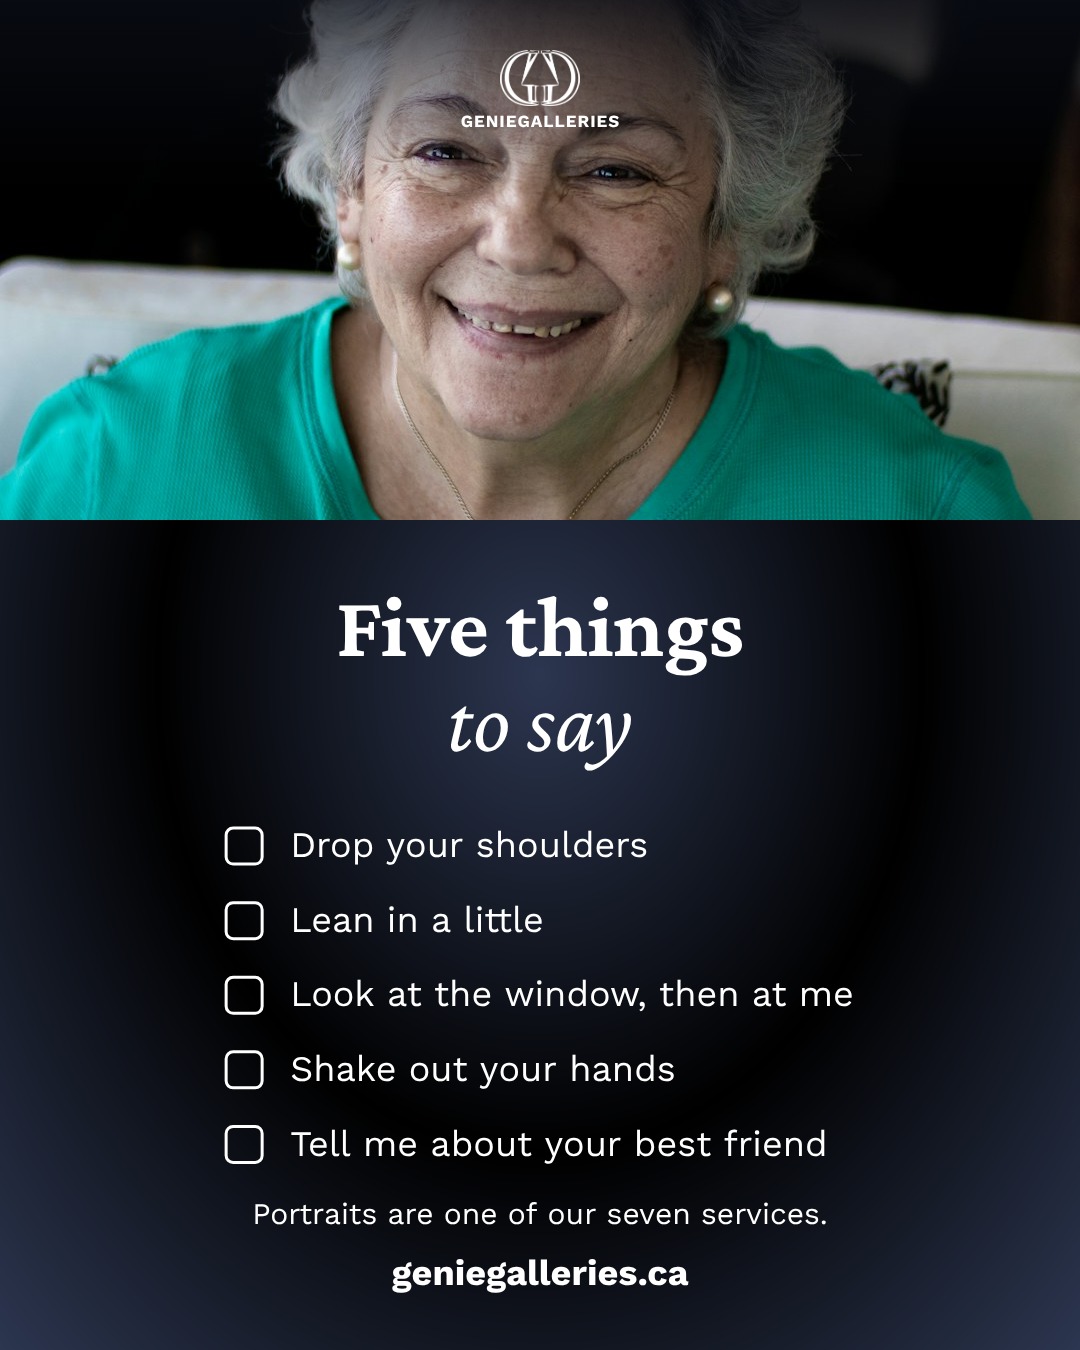 GENIEGALLERIES
Five things
to say
Drop your shoulders
Lean in a little
Look at the window, then at me
Shake out your hands
Tell me about your best friend
Portraits are one of our seven services.
geniegalleries.ca